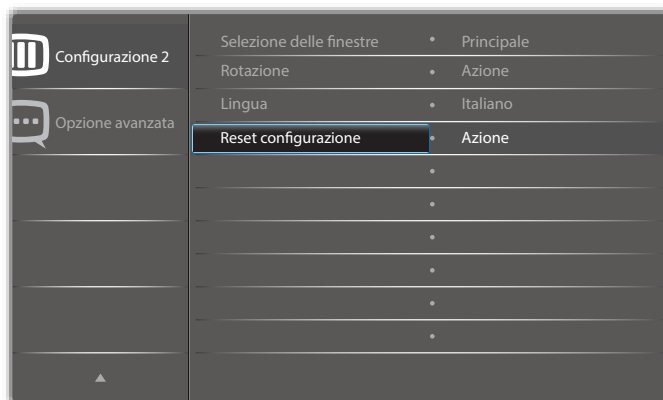 Configurazione 2
Opzione avanzata
Selezione delle finestre • Principale
Rotazione • Azione
Lingua • Italiano
Reset configurazione • Azione